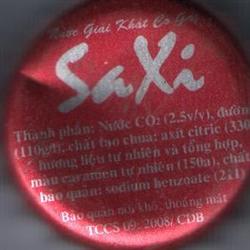 Nước Giải Khát Có Ga
SaXi
Thành phần: Nước CO₂ (2.5v/v), đường
(110g/l), chất tạo chua: axit citric (330),
hương liệu tự nhiên và tổng hợp,
màu caramen tự nhiên (150a), chất
bảo quản: sodium benzoate (211)
Bảo quản nơi khô, thoáng mát
TCCS 09: 2008/ CDB